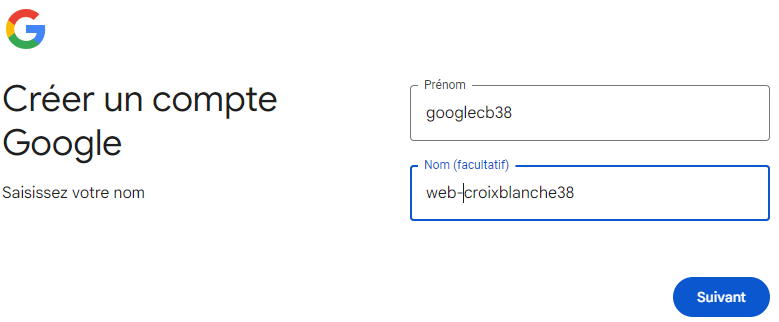 Créer un compte
Google
Saisissez votre nom
Prénom
googlecb38
Nom (facultatif)
web-croixblanche38
Suivant